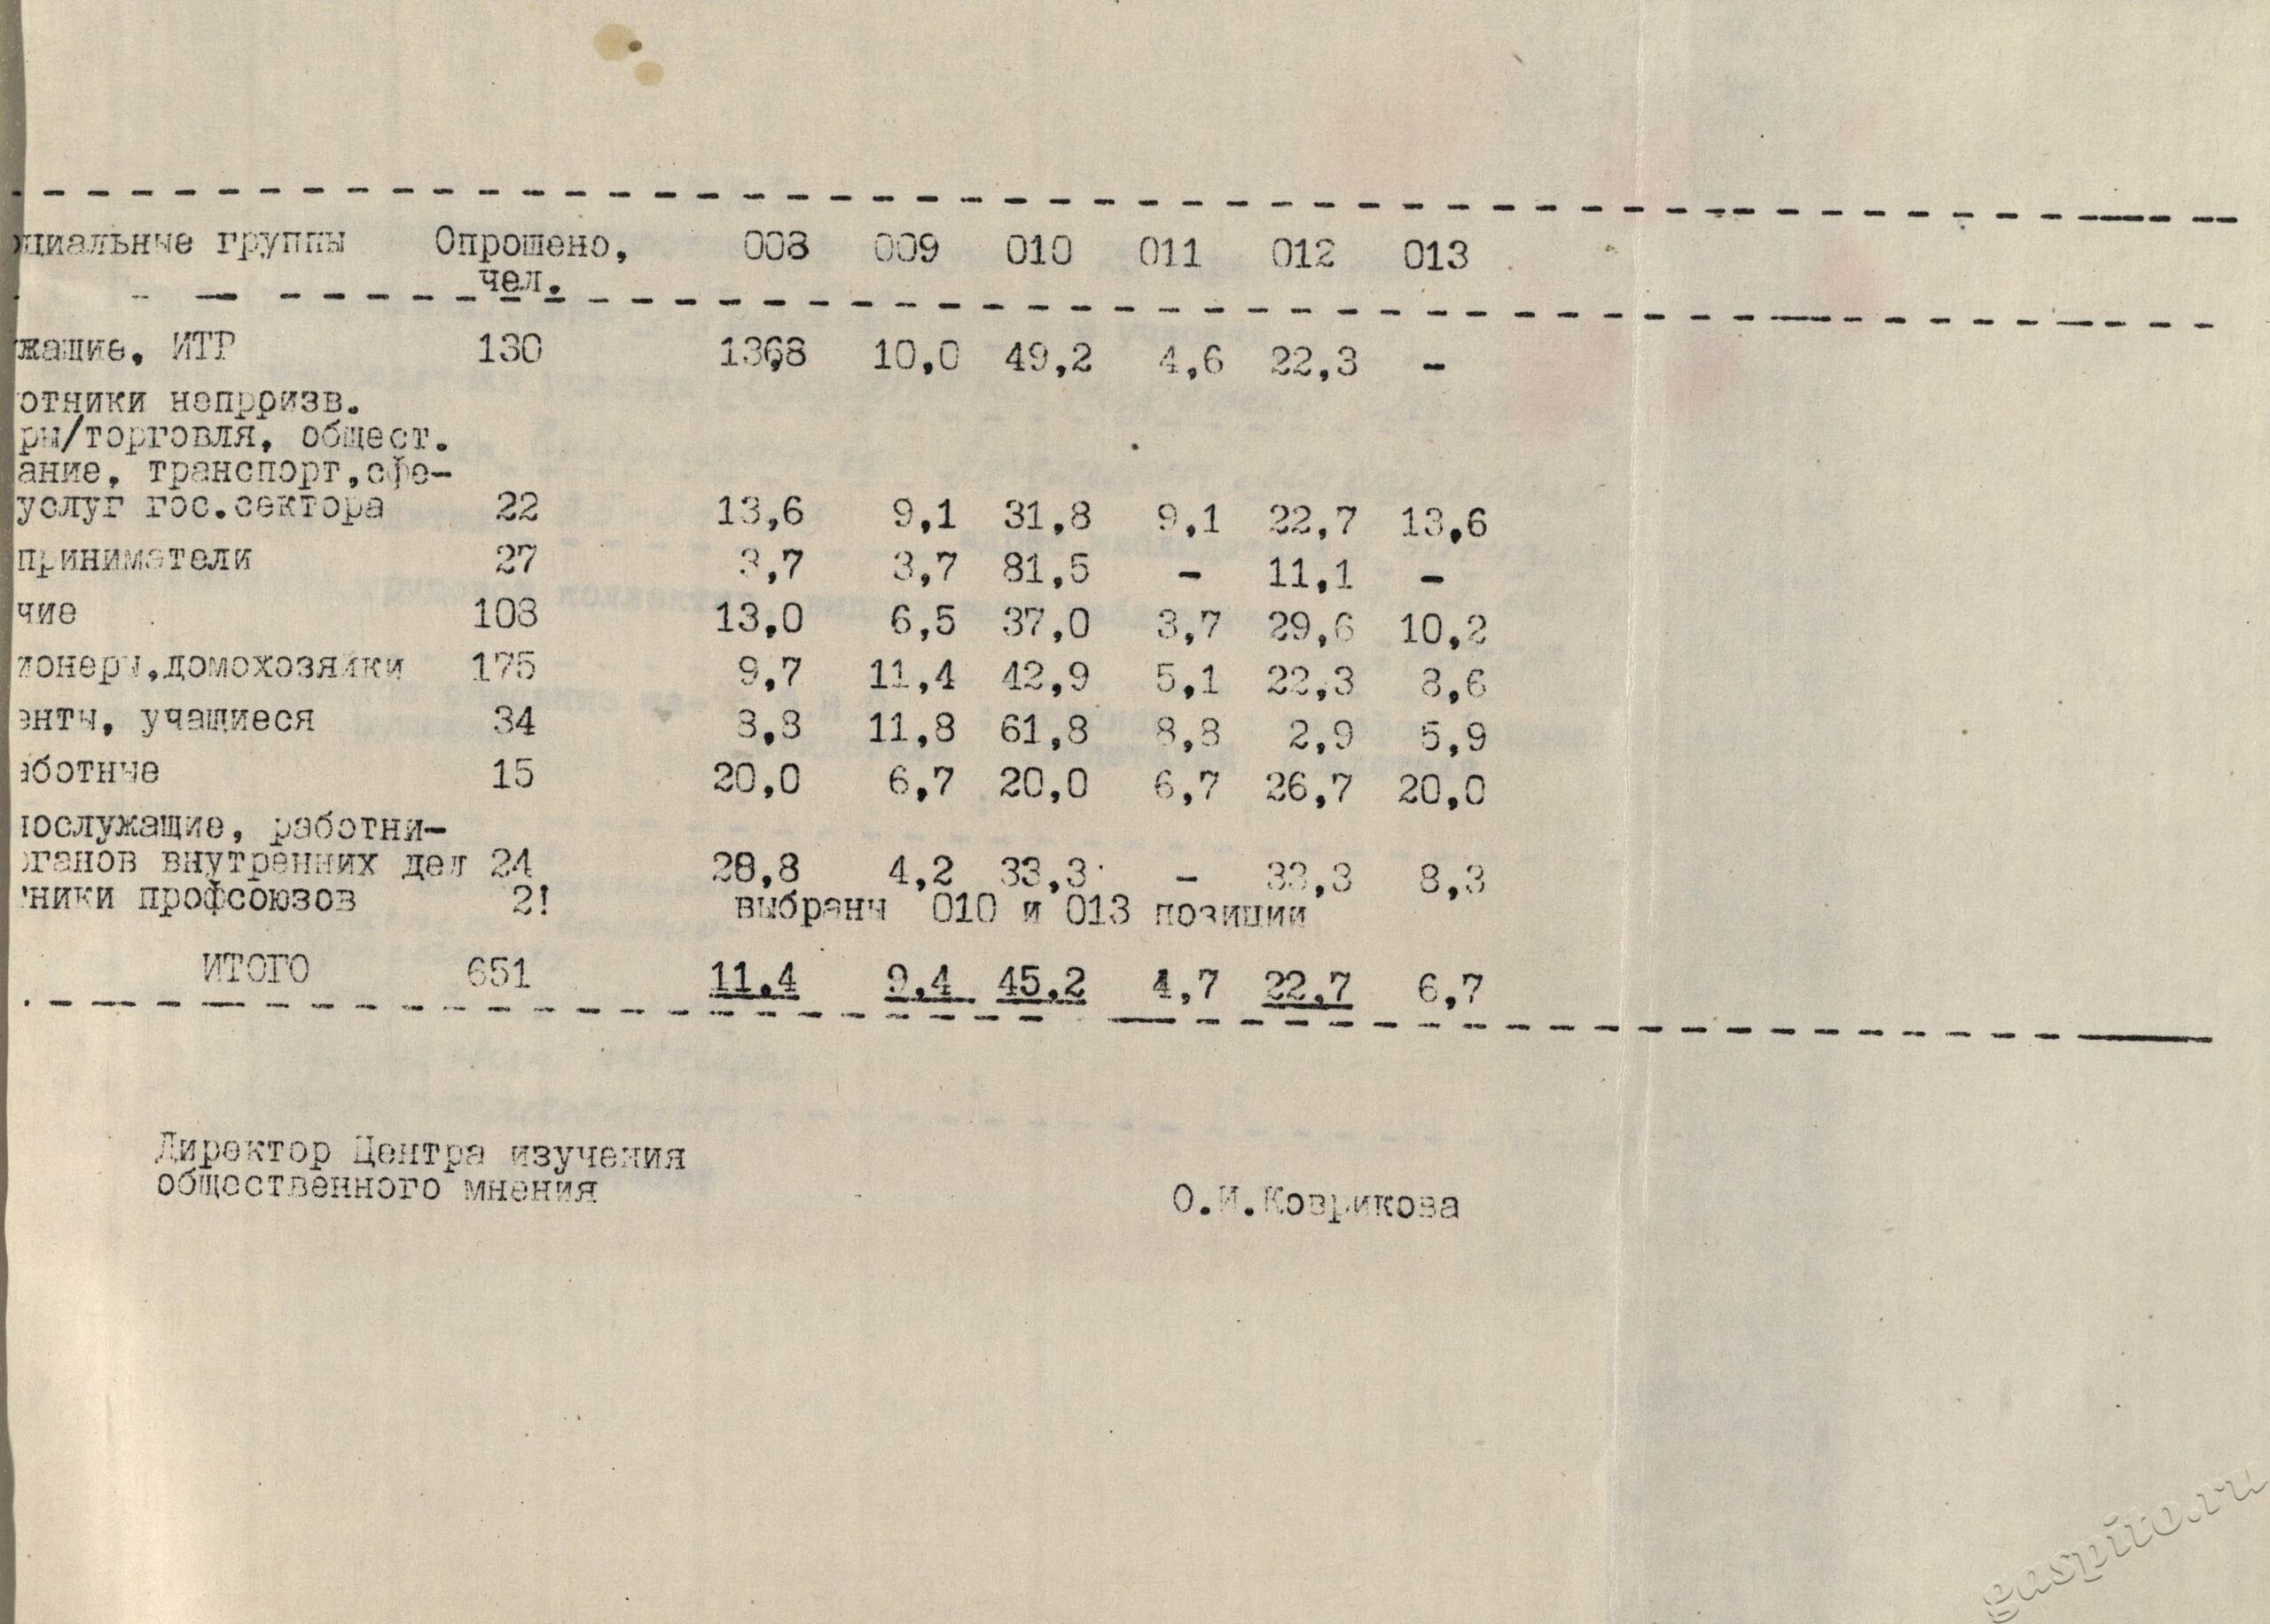 оциальные группы Опрошено, 008 009 010 011 012 013
чел.
жащие, ИТР 130 13,8 10,0 49,2 4,6 22,3 -
отники непрризв.
ры/торговля, общест.
ание, транспорт,сфе-
услуг гос.сектора 22 13,6 9,1 31,8 9,1 22,7 13,6
приниматели 27 3,7 3,7 81,5 - 11,1 -
чие 108 13,0 6,5 37,0 3,7 29,6 10,2
ионеры,домохозяйки 175 9,7 11,4 42,9 5,1 22,3 8,6
енты, учащиеся 34 8,8 11,8 61,8 8,8 2,9 5,9
аботные 15 20,0 6,7 20,0 6,7 26,7 20,0
нослужащие, работни-
рганов внутренних дел 24 20,8 4,2 33,3 - 33,3 8,3
ники профсоюзов 2! выбраны 010 и 013 позиции
ИТОГО 651 11,4 9,4 45,2 4,7 22,7 6,7
Директор Центра изучения
общественного мнения
О.И.Коврикова
gaspito.ru